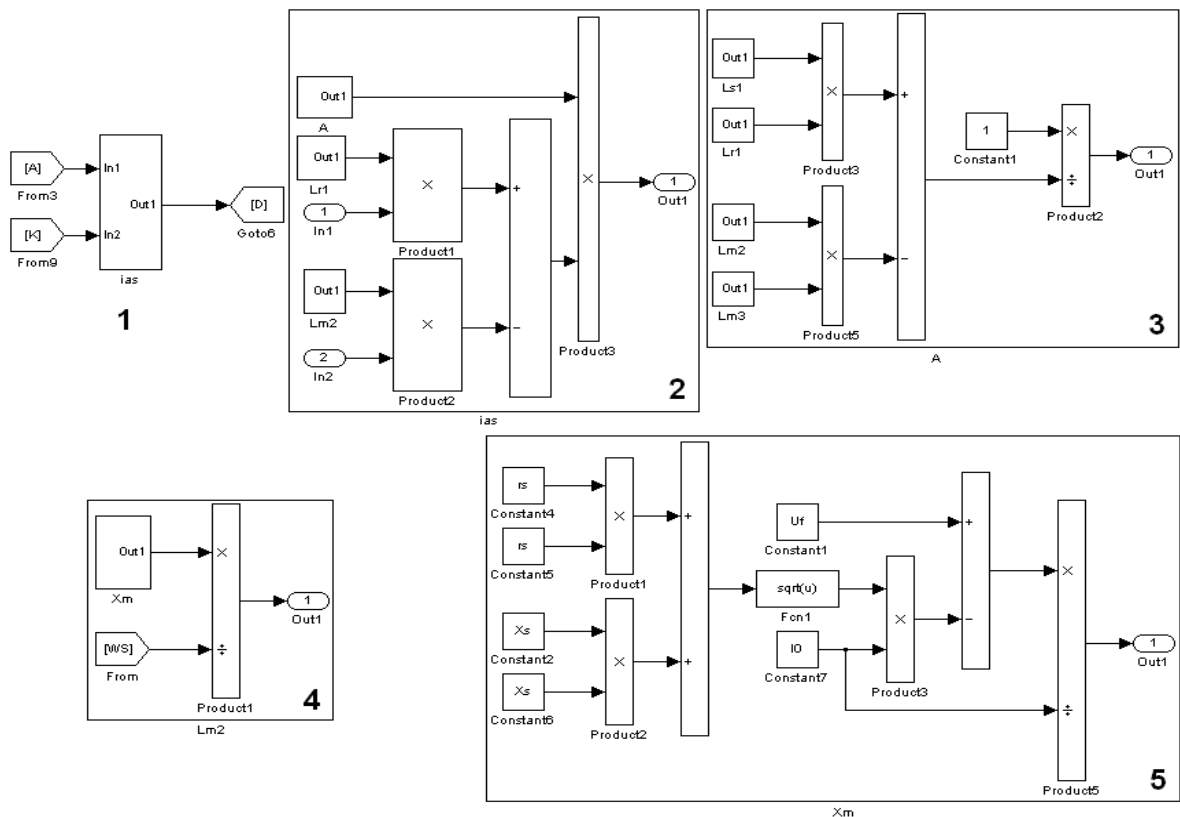 [A]
From3
[K]
From9
In1
In2
Out1
ias
[D]
Goto6
1
Out1
A
Out1
Lr1
1
In1
×
Product1
Out1
Lm2
2
In2
×
Product2
+
−
×
Product3
1
Out1
2
ias
Out1
Ls1
Out1
Lr1
×
Product3
Out1
Lm2
Out1
Lm3
×
Product5
+
−
1
Constant1
×
÷
Product2
1
Out1
3
A
Out1
Xm
[WS]
From
×
÷
Product1
1
Out1
4
Lm2
rs
Constant4
rs
Constant5
×
Product1
Xs
Constant2
Xs
Constant6
×
Product2
+
+
sqrt(u)
Fcn1
Uf
Constant1
I0
Constant7
×
Product3
+
−
×
÷
Product5
1
Out1
5
Xm